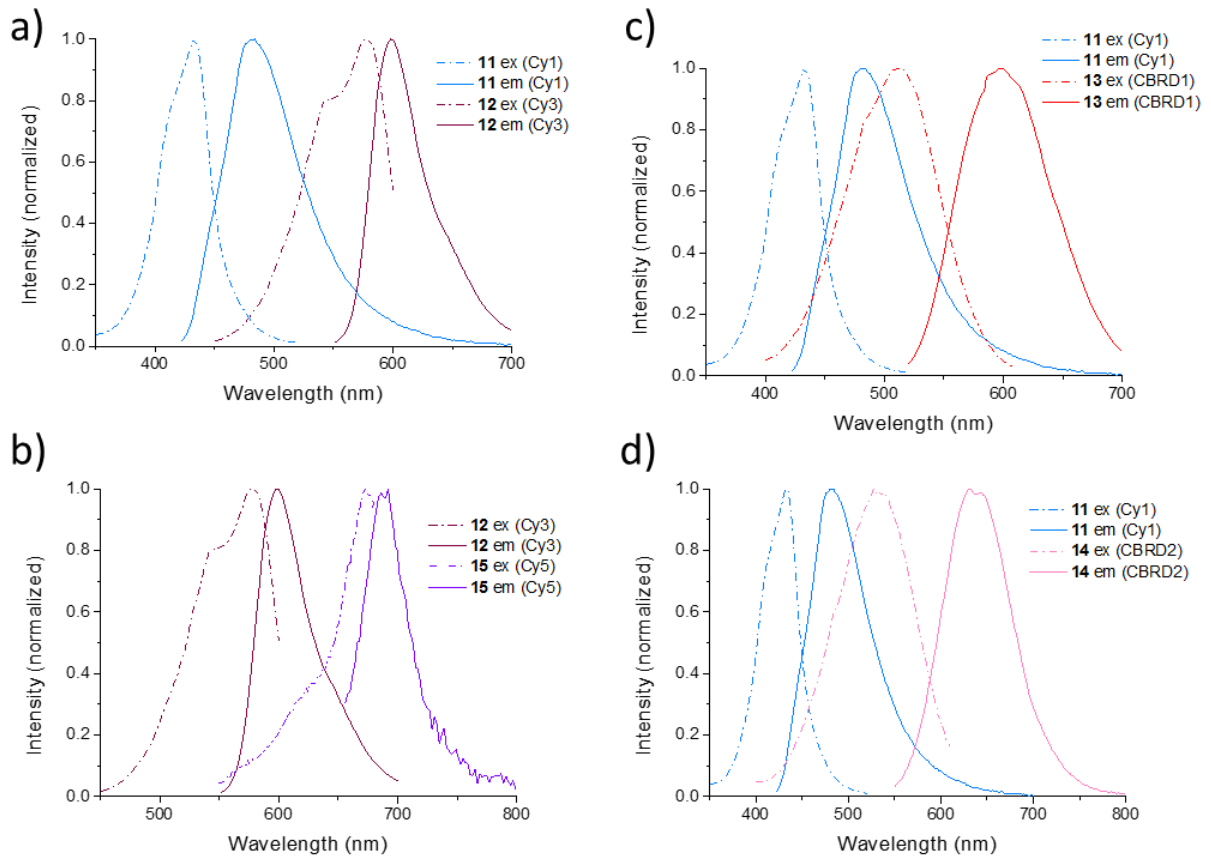 a)
11 ex (Cy1)
11 em (Cy1)
12 ex (Cy3)
12 em (Cy3)
Intensity (normalized)
1.0
0.8
0.6
0.4
0.2
0.0
400 500 600 700
Wavelength (nm)
c)
11 ex (Cy1)
11 em (Cy1)
13 ex (CBRD1)
13 em (CBRD1)
Intensity (normalized)
1.0
0.8
0.6
0.4
0.2
0.0
400 500 600 700
Wavelength (nm)
b)
12 ex (Cy3)
12 em (Cy3)
15 ex (Cy5)
15 em (Cy5)
Intensity (normalized)
1.0
0.8
0.6
0.4
0.2
0.0
500 600 700 800
Wavelength (nm)
d)
11 ex (Cy1)
11 em (Cy1)
14 ex (CBRD2)
14 em (CBRD2)
Intensity (normalized)
1.0
0.8
0.6
0.4
0.2
0.0
400 500 600 700 800
Wavelength (nm)